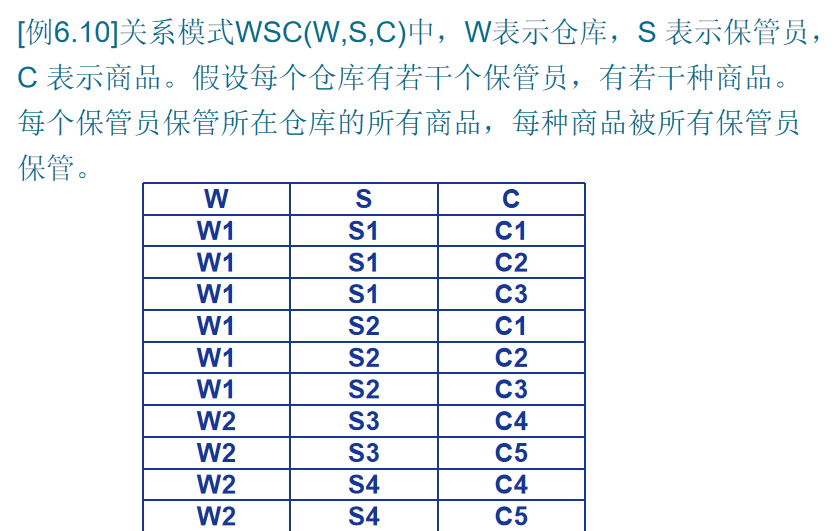 [例6.10]关系模式WSC(W,S,C)中，W表示仓库，S 表示保管员，
C 表示商品。假设每个仓库有若干个保管员，有若干种商品。
每个保管员保管所在仓库的所有商品，每种商品被所有保管员
保管。
W S C
W1 S1 C1
W1 S1 C2
W1 S1 C3
W1 S2 C1
W1 S2 C2
W1 S2 C3
W2 S3 C4
W2 S3 C5
W2 S4 C4
W2 S4 C5